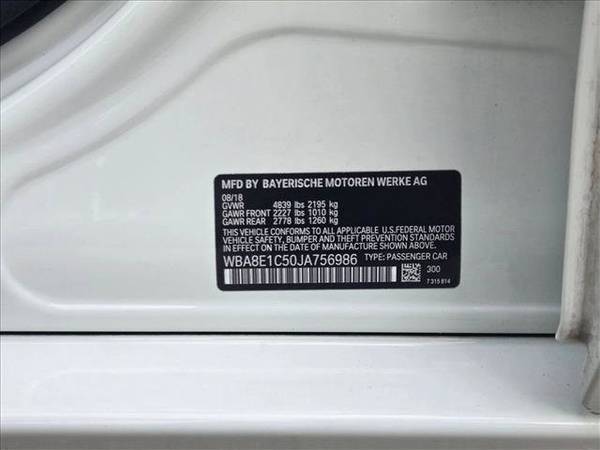 MFD BY BAYERISCHE MOTOREN WERKE AG
08/18
GVWR 4839 lbs 2195 kg
GAWR FRONT 2227 lbs 1010 kg
GAWR REAR 2778 lbs 1260 kg
THIS VEHICLE CONFORMS TO ALL APPLICABLE U.S.FEDERAL MOTOR
VEHICLE SAFETY, BUMPER, AND THEFT PREVENTION STANDARDS
IN EFFECT ON THE DATE OF MANUFACTURE SHOWN ABOVE.
WBA8E1C50JA756986 TYPE: PASSENGER CAR
300
7 315 814